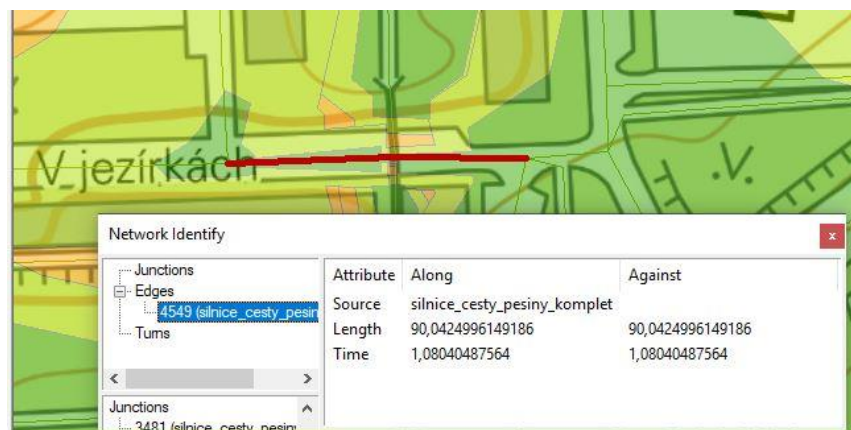 V jezírkách
.V.
Network Identify
x
Junctions
Edges
4549 (silnice_cesty_pesin
Turns
Attribute Along Against
Source silnice_cesty_pesiny_komplet
Length 90,0424996149186 90,0424996149186
Time 1,08040487564 1,08040487564
Junctions
3481 (silnice_cesty_pesiny